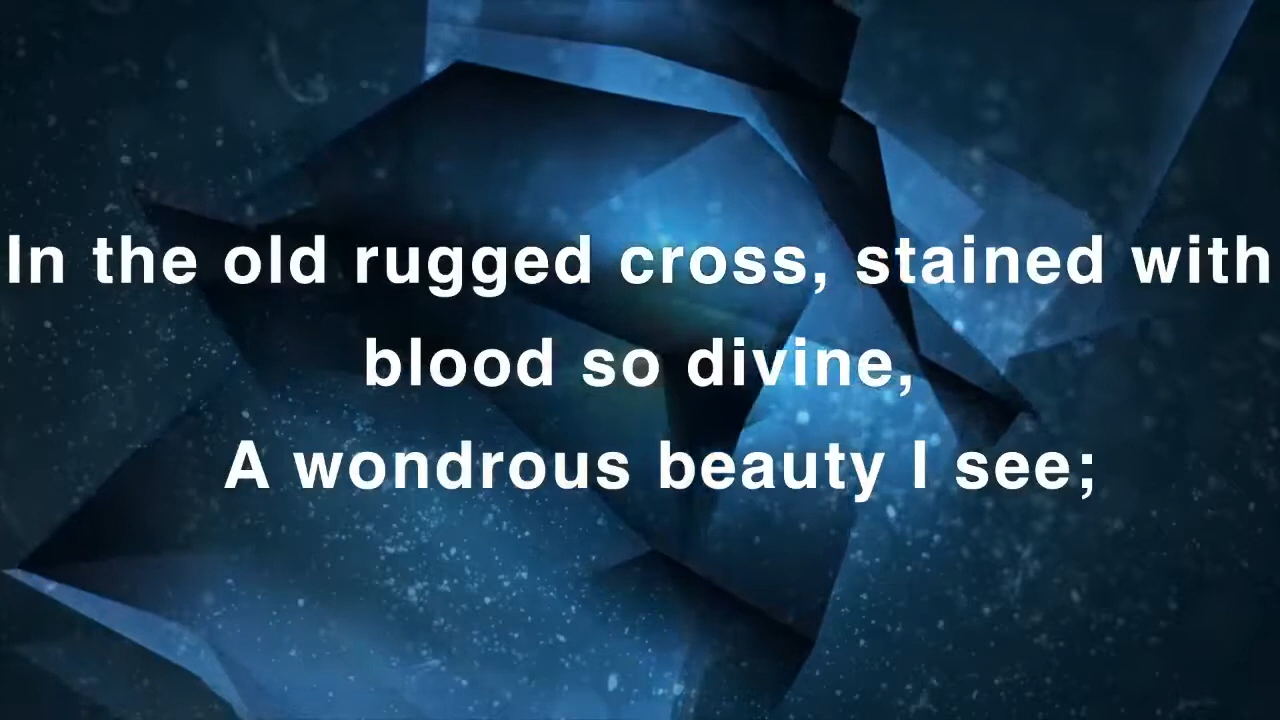 In the old rugged cross, stained with
blood so divine,
A wondrous beauty I see;